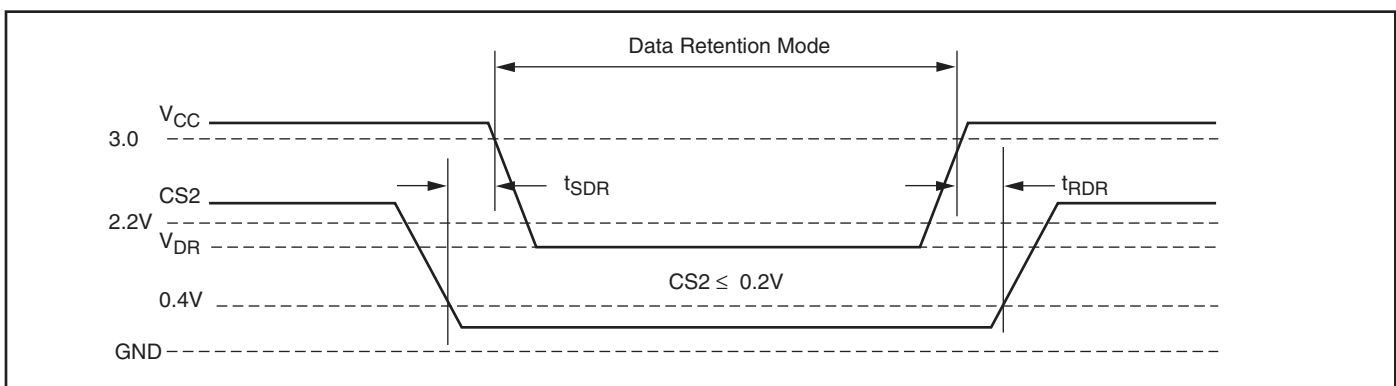 Data Retention Mode
VCC
3.0
tSDR
tRDR
CS2
2.2V
VDR
CS2 ≤ 0.2V
0.4V
GND